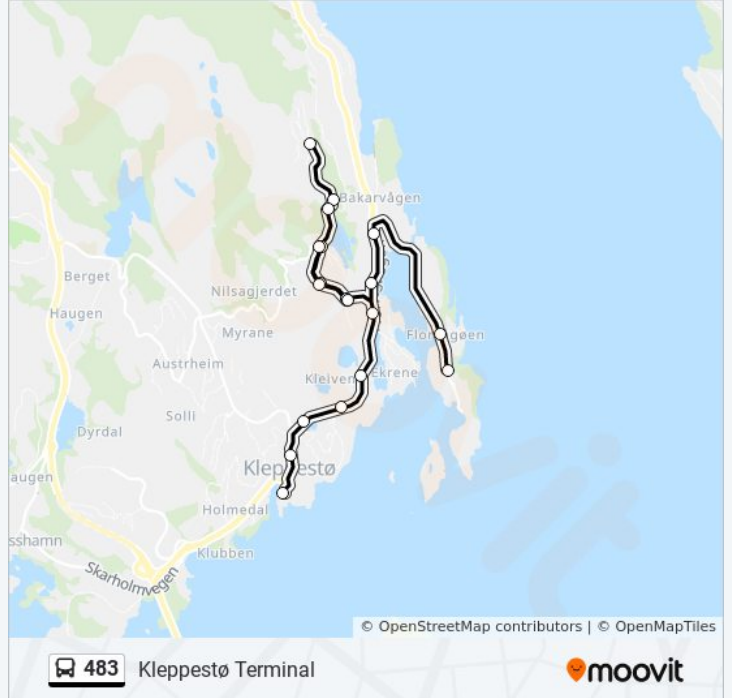 Bakarvågen
Berget
Nilsagjerdet
Haugen
Myrane
Austrheim
Kleiven
Ekrene
Solli
Dyrdal
Kleppestø
augen
Holmedal
sshamn
Klubben
Skarholmvegen
© OpenStreetMap contributors | © OpenMapTiles
483 Kleppestø Terminal
moovit